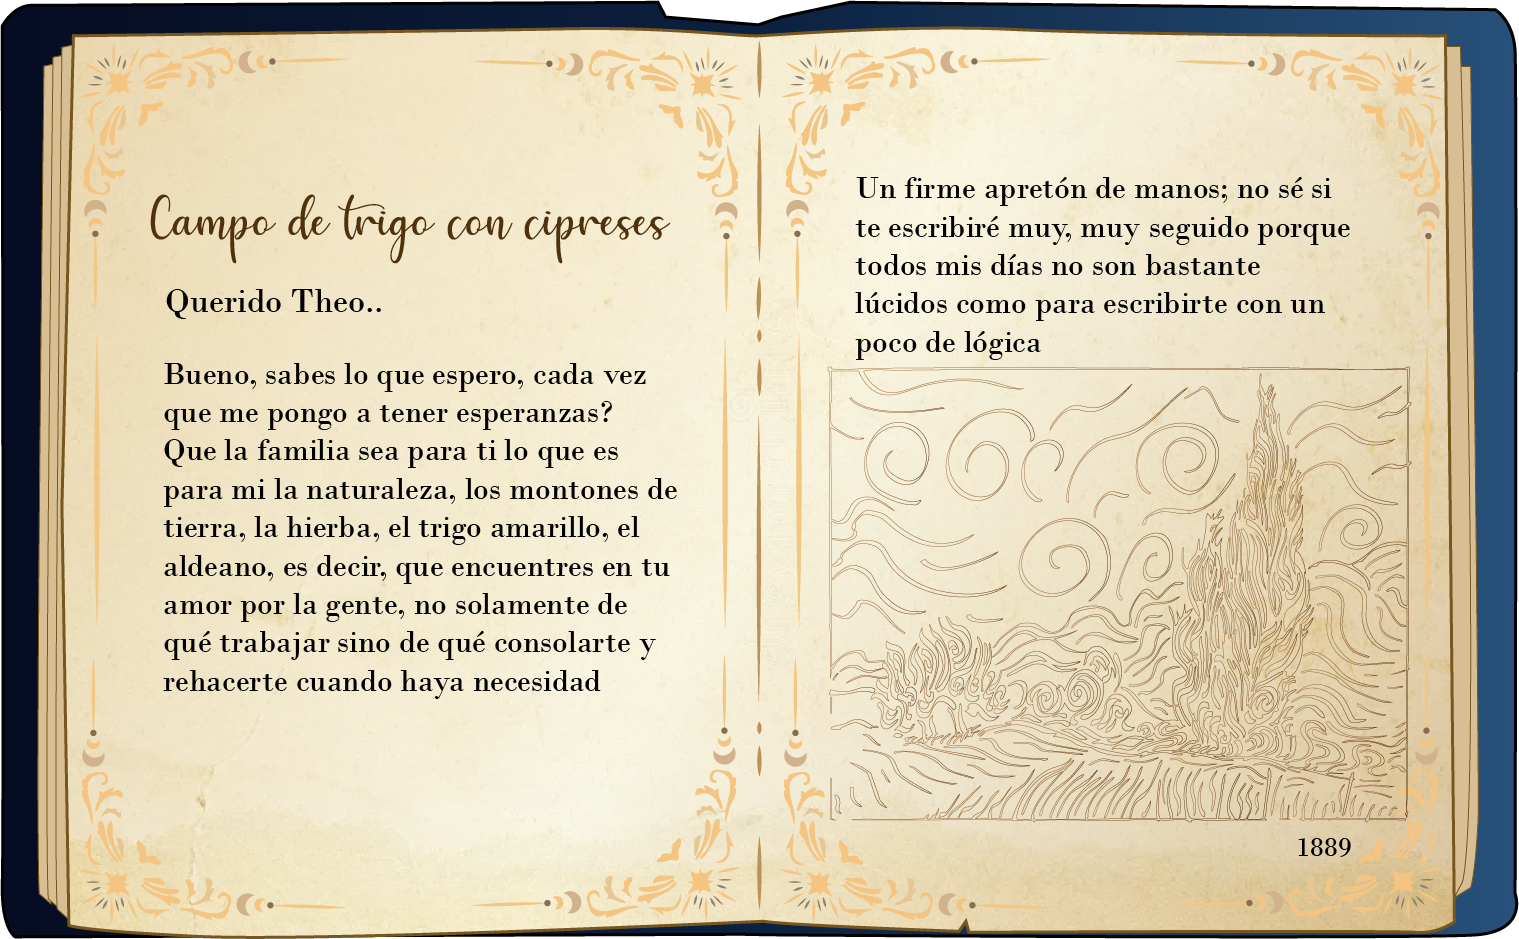 Campo de trigo con cipreses
Querido Theo..
Bueno, sabes lo que espero, cada vez
que me pongo a tener esperanzas?
Que la familia sea para ti lo que es
para mi la naturaleza, los montones de
tierra, la hierba, el trigo amarillo, el
aldeano, es decir, que encuentres en tu
amor por la gente, no solamente de
qué trabajar sino de qué consolarte y
rehacerte cuando haya necesidad
Un firme apretón de manos; no sé si
te escribiré muy, muy seguido porque
todos mis días no son bastante
lúcidos como para escribirte con un
poco de lógica
1889